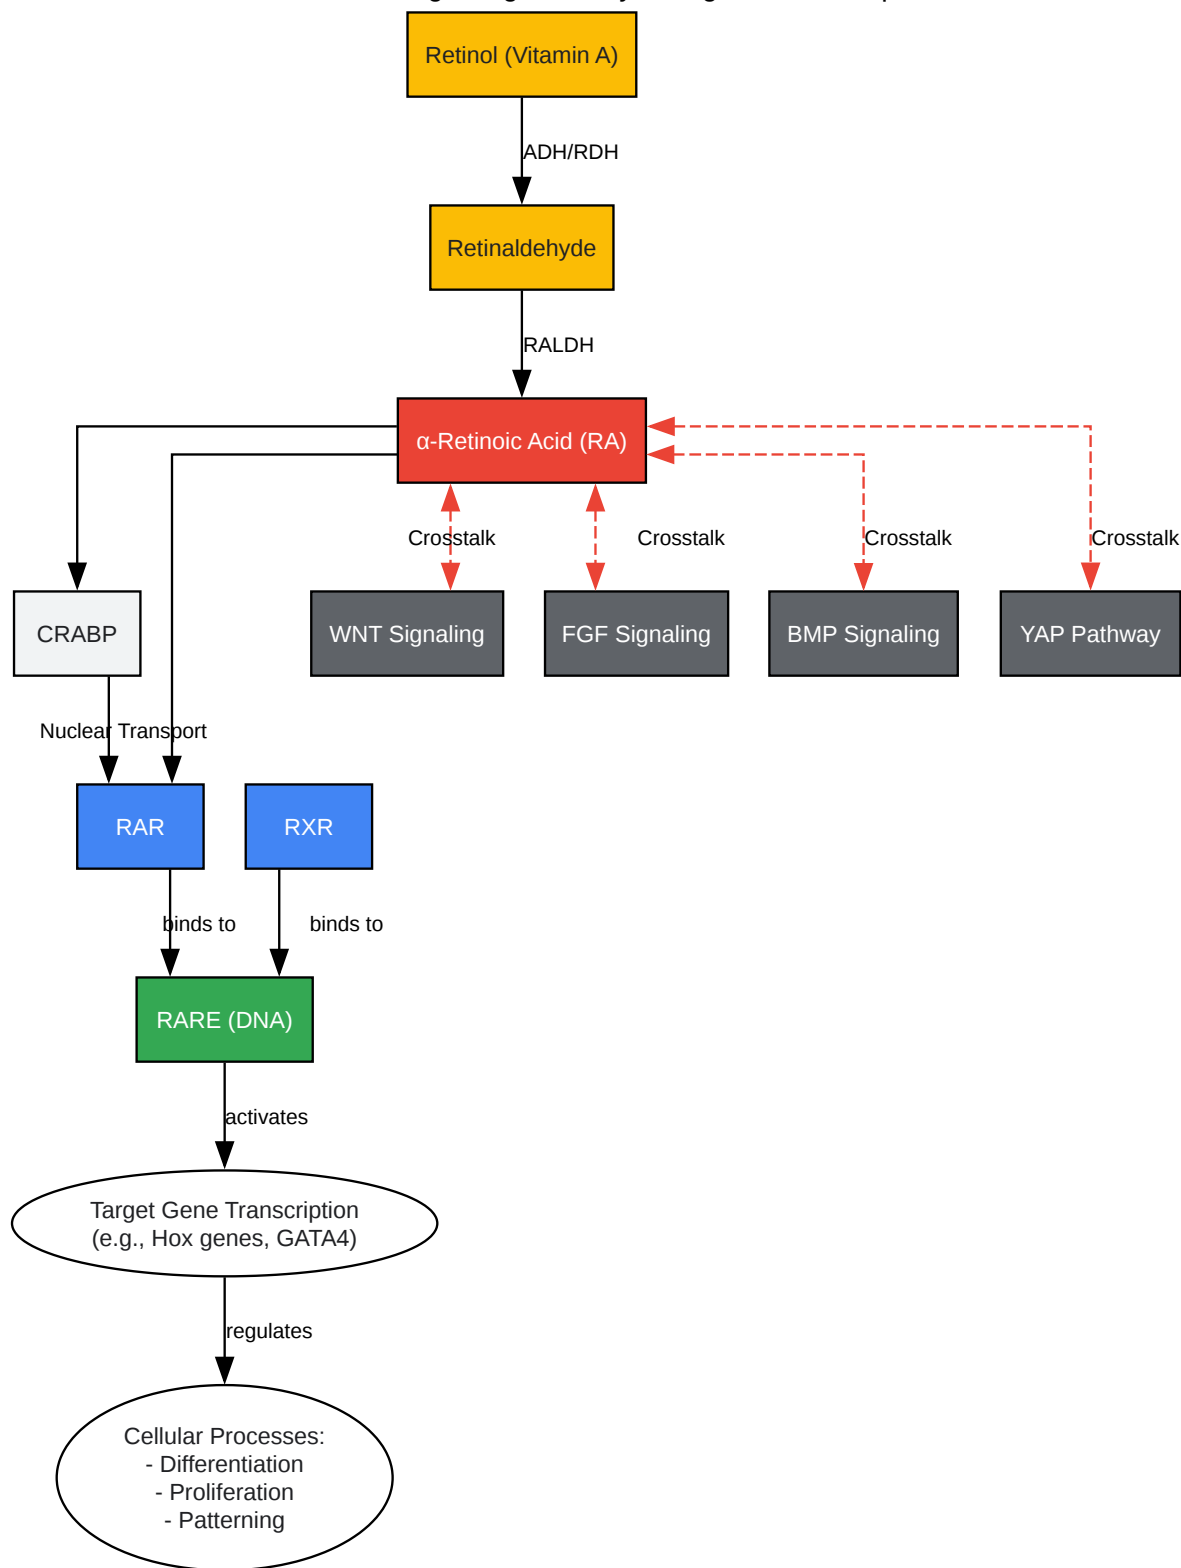 Retinol (Vitamin A)
ADH/RDH
Retinaldehyde
RALDH
α-Retinoic Acid (RA)
Crosstalk
Crosstalk
Crosstalk
Crosstalk
CRABP
WNT Signaling
FGF Signaling
BMP Signaling
YAP Pathway
Nuclear Transport
RAR
RXR
binds to
binds to
RARE (DNA)
activates
Target Gene Transcription
(e.g., Hox genes, GATA4)
regulates
Cellular Processes:
- Differentiation
- Proliferation
- Patterning